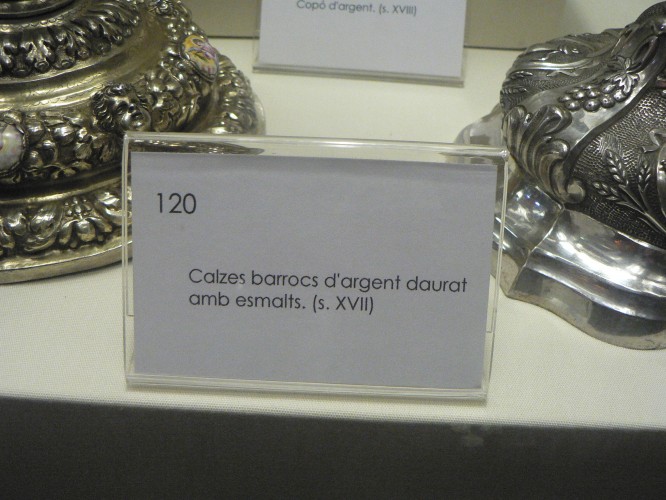 Copó d'argent. (s. XVIII)
120
Calzes barrocs d'argent daurat
amb esmalts. (s. XVII)